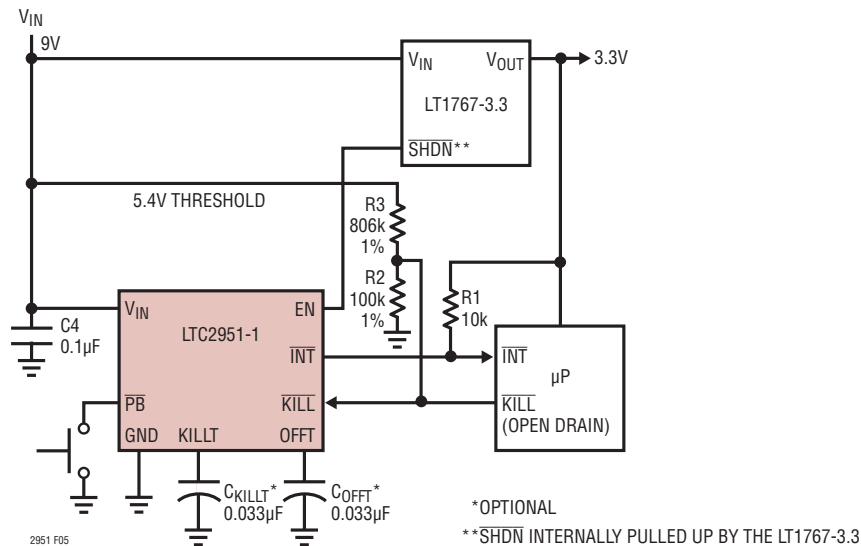 VIN
9V
VIN VOUT
3.3V
LT1767-3.3
SHDN**
5.4V THRESHOLD
R3
806k
1%
R2
100k
1%
R1
10k
VIN EN
LTC2951-1
INT
KILL
PB
GND KILLT OFFT
C4
0.1µF
INT
µP
KILL
(OPEN DRAIN)
CKILLT*
0.033µF
COFFT*
0.033µF
*OPTIONAL
**SHDN INTERNALLY PULLED UP BY THE LT1767-3.3
2951 F05